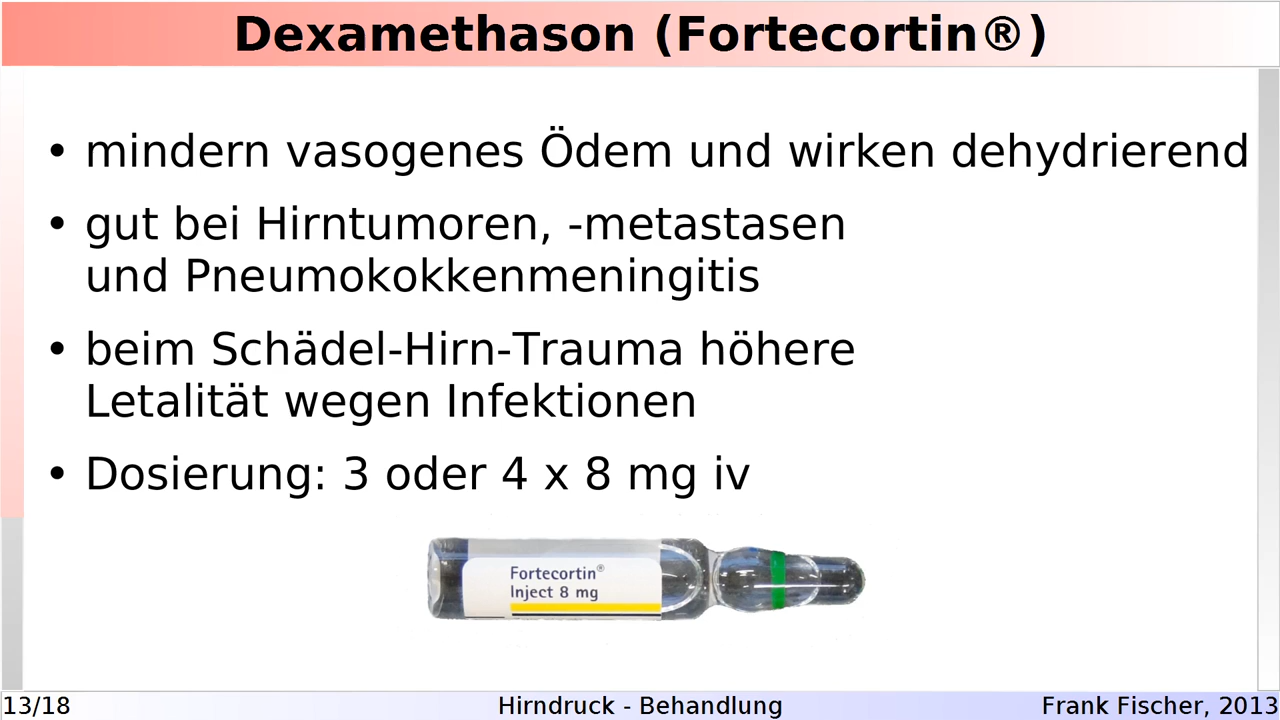 Dexamethason (Fortecortin®)
• mindern vasogenes Ödem und wirken dehydrierend
• gut bei Hirntumoren, -metastasen
und Pneumokokkenmeningitis
• beim Schädel-Hirn-Trauma höhere
Letalität wegen Infektionen
• Dosierung: 3 oder 4 x 8 mg iv
Fortecortin®
Inject 8 mg
13/18 Hirndruck - Behandlung Frank Fischer, 2013